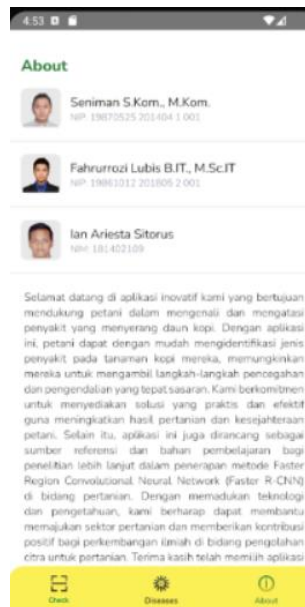 4:53
About
Seniman S.Kom., M.Kom.
NIP: 19870525 201404 1 001
Fahrurrozi Lubis B.IT., M.Sc.IT
NIP: 19861012 201805 2 001
Ian Ariesta Sitorus
NIM: 181402109
Selamat datang di aplikasi inovatif kami yang bertujuan
mendukung petani dalam mengenali dan mengatasi
penyakit yang menyerang daun kopi. Dengan aplikasi
ini, petani dapat dengan mudah mengidentifikasi jenis
penyakit pada tanaman kopi mereka, memungkinkan
mereka untuk mengambil langkah-langkah pencegahan
dan pengendalian yang tepat sasaran. Kami berkomitmen
untuk menyediakan solusi yang praktis dan efektif
guna meningkatkan hasil pertanian dan kesejahteraan
petani. Selain itu, aplikasi ini juga dirancang sebagai
sumber referensi dan bahan pembelajaran bagi
penelitian lebih lanjut dalam penerapan metode Faster
Region Convolutional Neural Network (Faster R-CNN)
di bidang pertanian. Dengan memadukan teknologi
dan pengetahuan, kami berharap dapat membantu
memajukan sektor pertanian dan memberikan kontribusi
positif bagi perkembangan ilmiah di bidang pengolahan
citra untuk pertanian. Terima kasih telah memilih aplikasi
Check Diseases About